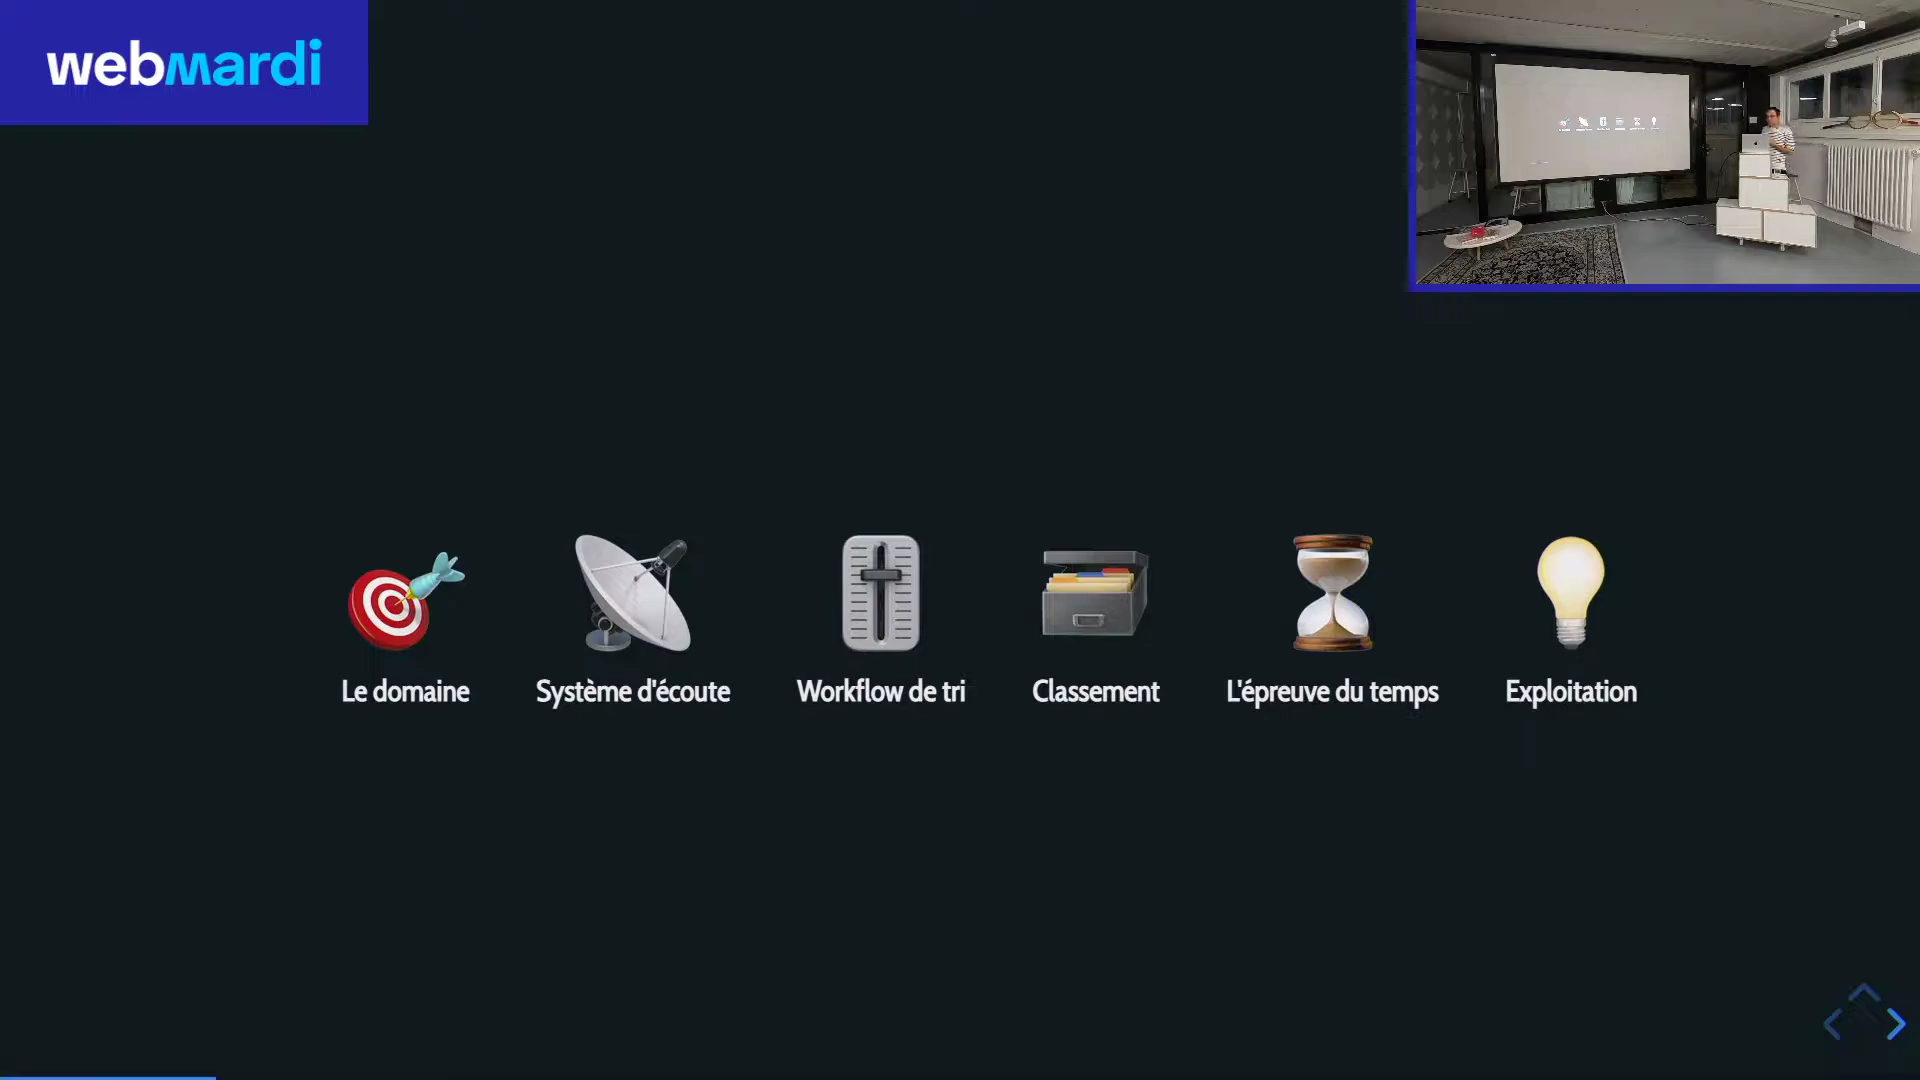 webmardi
Le domaine
Système d'écoute
Workflow de tri
Classement
L'épreuve du temps
Exploitation